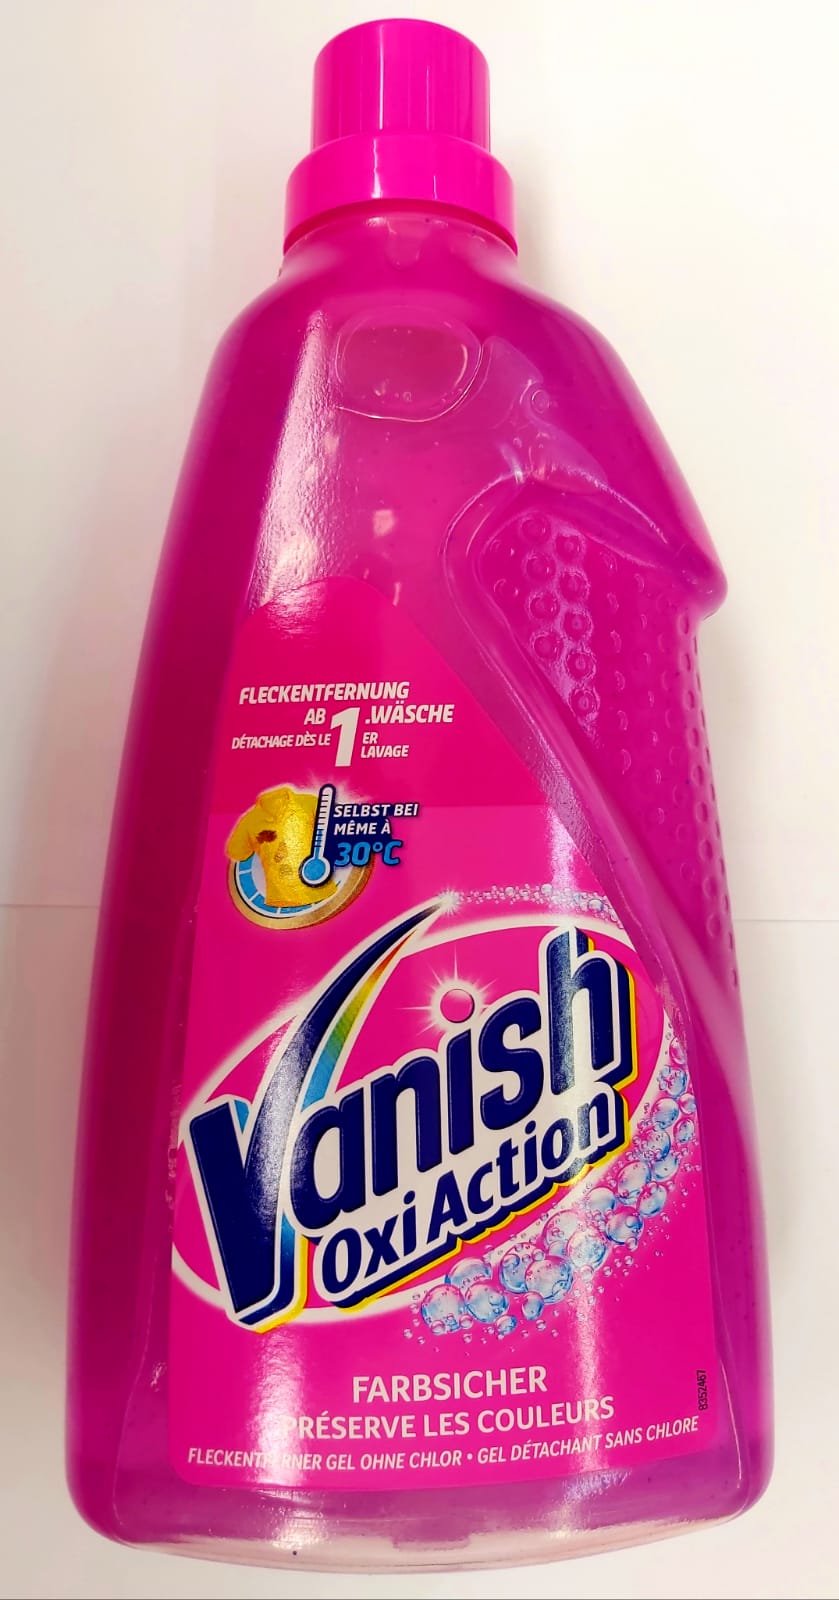 FLECKENTFERNUNG
AB 1.WÄSCHE
DÉTACHAGE DÈS LE 1ER LAVAGE
SELBST BEI
MÊME À
30°C
Vanish
Oxi Action
FARBSICHER
PRÉSERVE LES COULEURS
FLECKENTFERNER GEL OHNE CHLOR • GEL DÉTACHANT SANS CHLORE
8352467